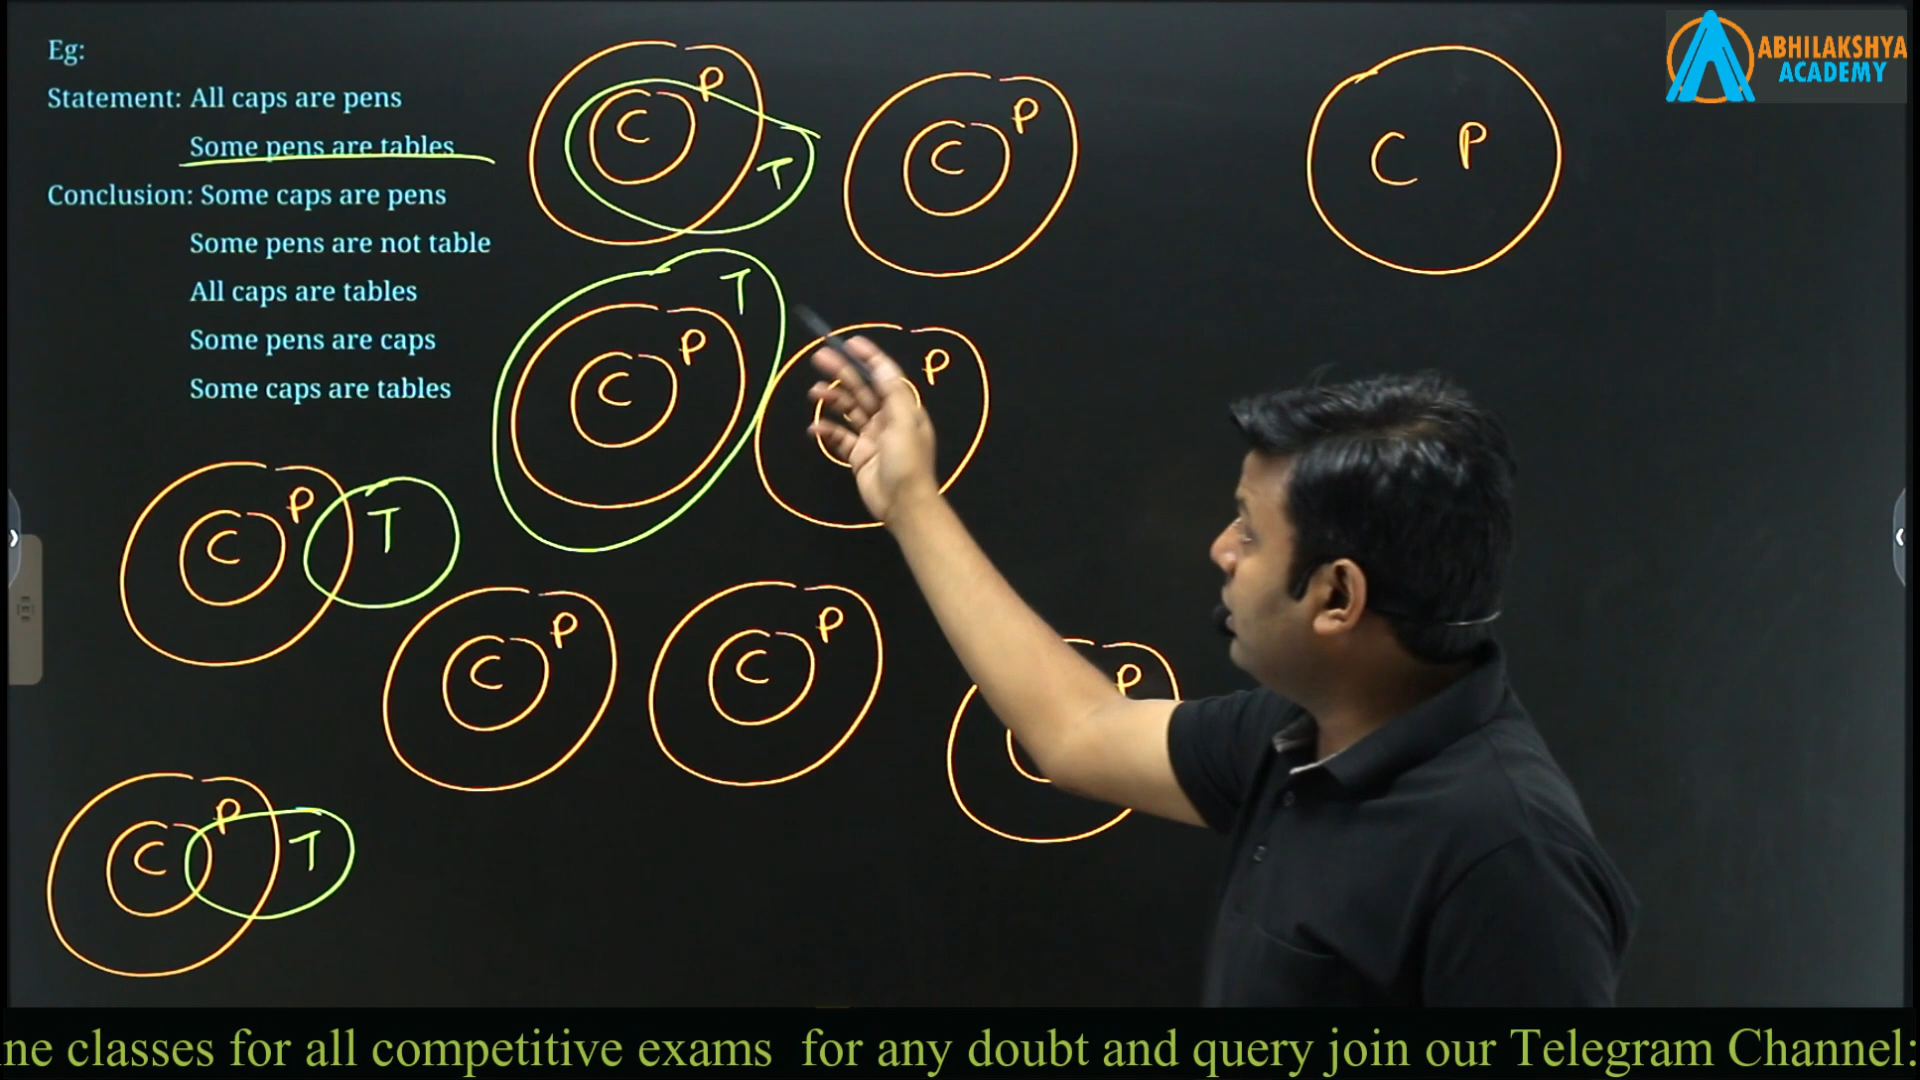 Eg:
Statement: All caps are pens
Some pens are tables
Conclusion: Some caps are pens
Some pens are not table
All caps are tables
Some pens are caps
Some caps are tables
ABHILAKSHYA
ACADEMY
P
C
T
P
C
C P
T
P
C
P
P
C
T
P
C
P
C
P
P
C
T
ne classes for all competitive exams for any doubt and query join our Telegram Channel: